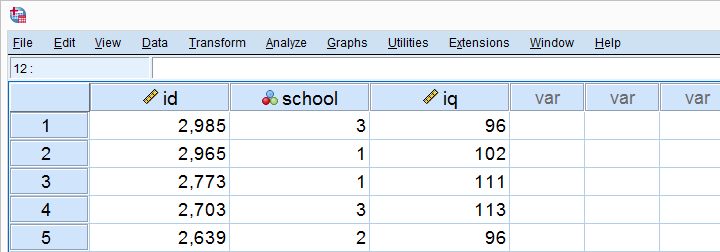 File Edit View Data Transform Analyze Graphs Utilities Extensions Window Help
12 :
id school iq var var var
1 2,985 3 96
2 2,965 1 102
3 2,773 1 111
4 2,703 3 113
5 2,639 2 96